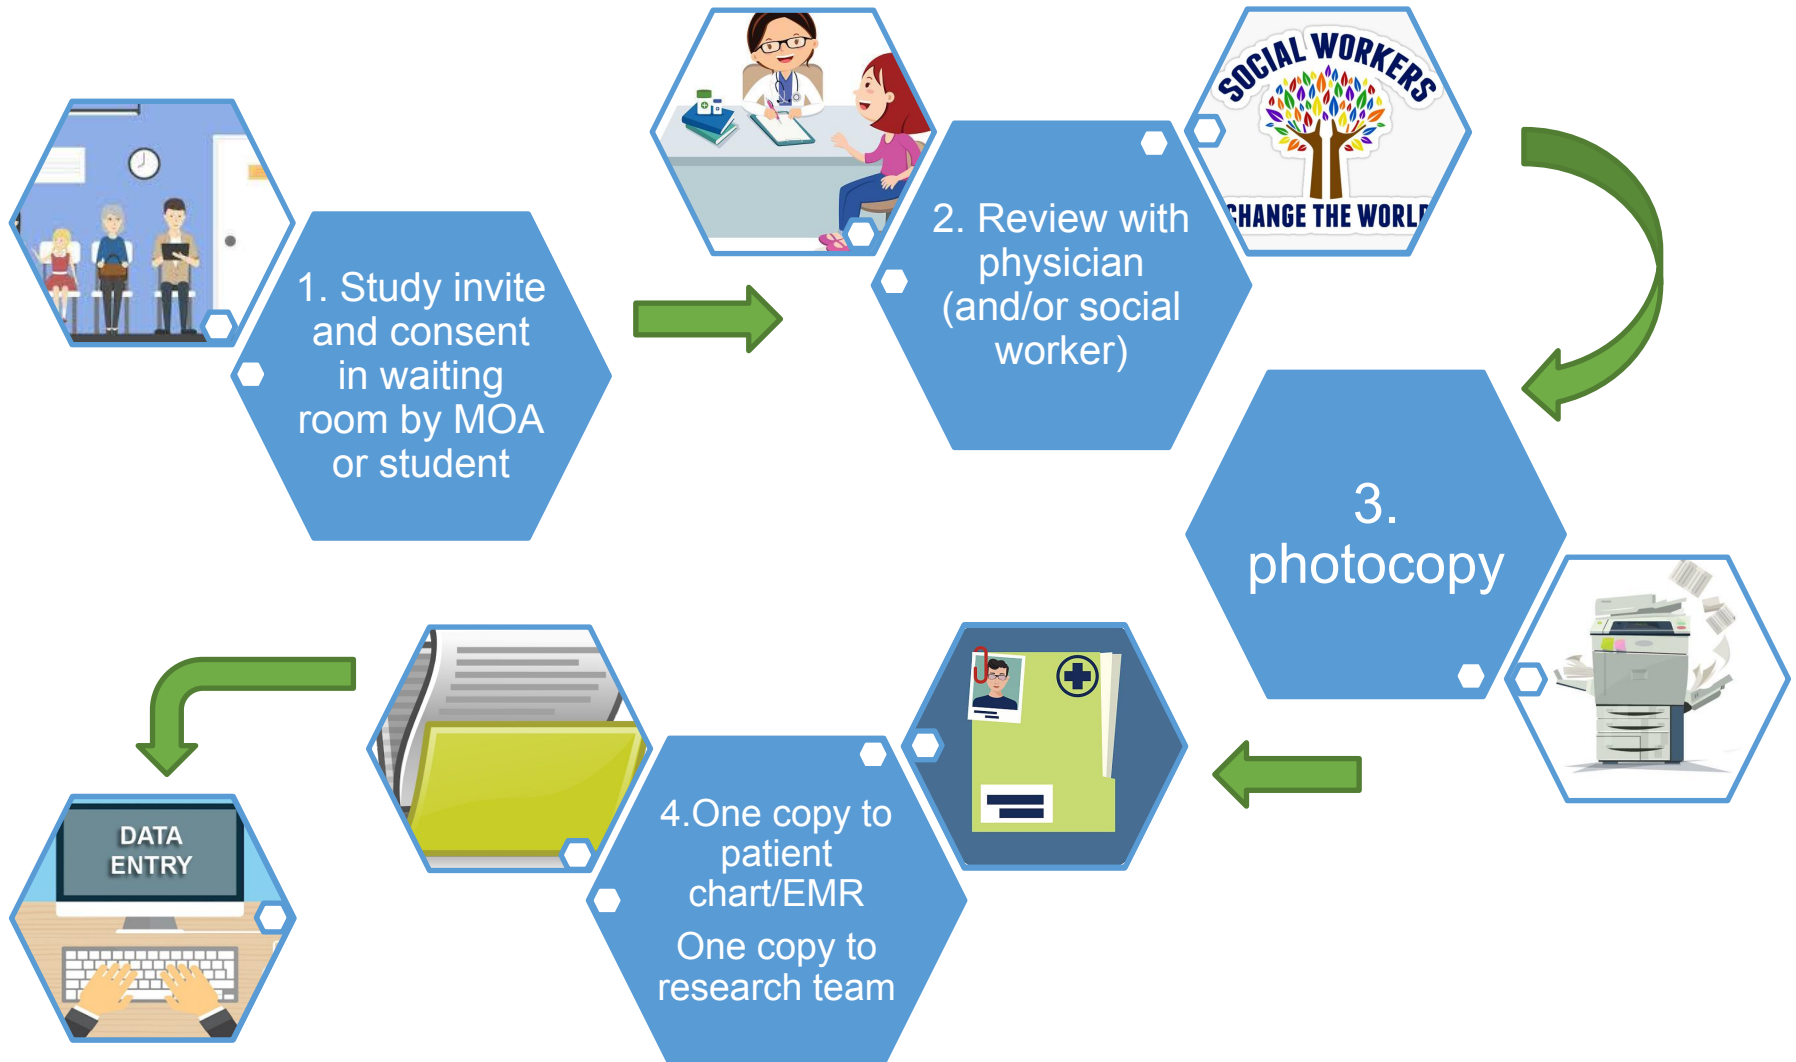 1. Study invite
and consent
in waiting
room by MOA
or student
2. Review with
physician
(and/or social
worker)
SOCIAL WORKERS
CHANGE THE WORLD
3.
photocopy
4.One copy to
patient
chart/EMR
One copy to
research team
DATA
ENTRY